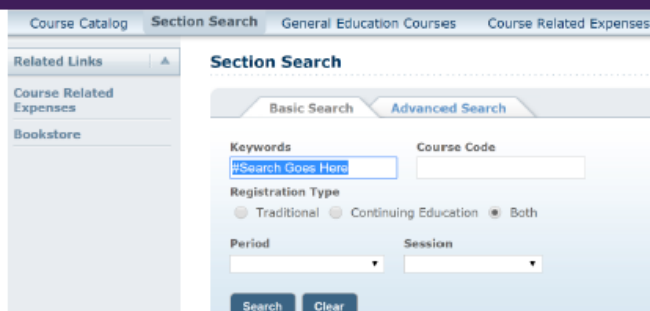 Course Catalog Section Search General Education Courses Course Related Expenses
Related Links
Section Search
Course Related
Expenses
Bookstore
Basic Search Advanced Search
Keywords Course Code
#Search Goes Here
Registration Type
Traditional Continuing Education Both
Period Session
Search Clear